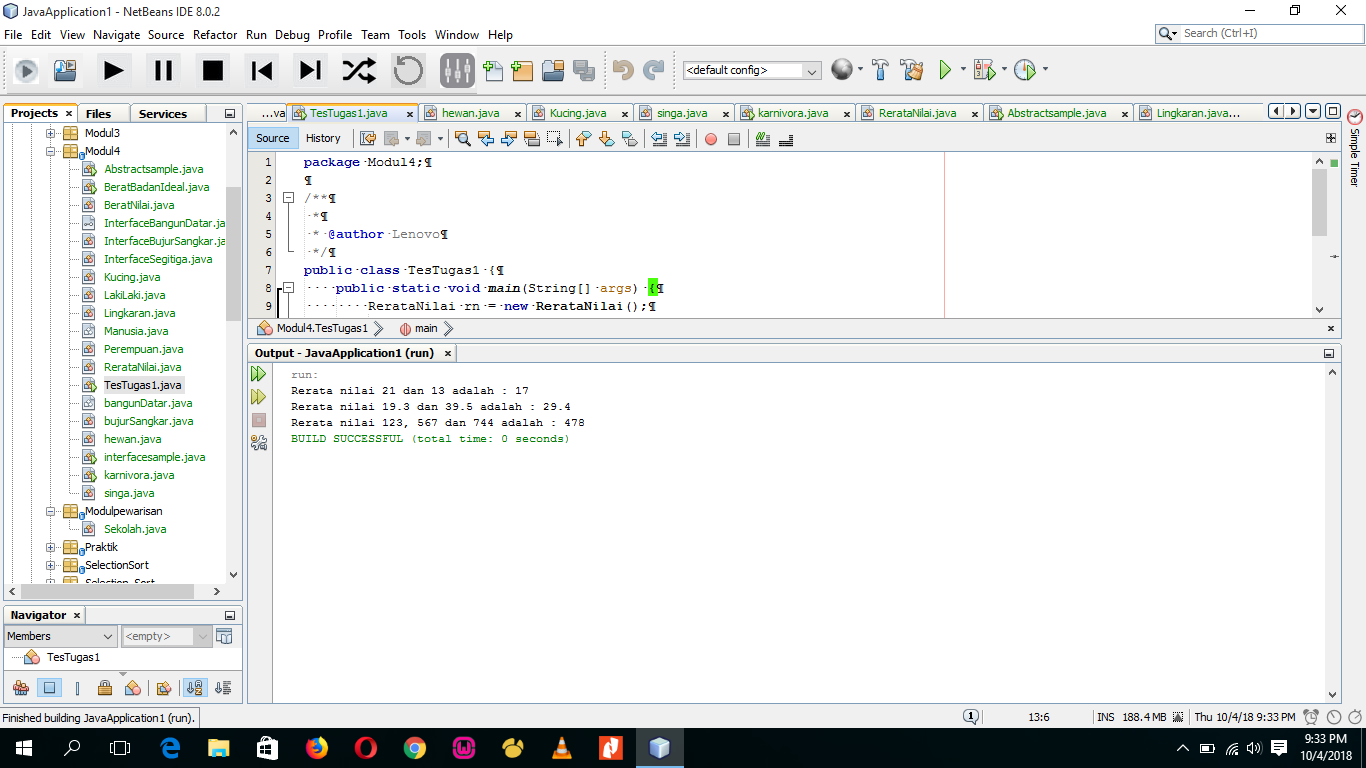 JavaApplication1 - NetBeans IDE 8.0.2
File Edit View Navigate Source Refactor Run Debug Profile Team Tools Window Help
Search (Ctrl+I)
<default config>
Projects Files Services
Modul3
Modul4
Abstractsample.java
BeratBadanIdeal.java
BeratNilai.java
InterfaceBangunDatar.ja
InterfaceBujurSangkar.ja
InterfaceSegitiga.java
Kucing.java
LakiLaki.java
Lingkaran.java
Manusia.java
Perempuan.java
RerataNilai.java
TesTugas1.java
bangunDatar.java
bujurSangkar.java
hewan.java
interfacesample.java
karnivora.java
singa.java
Modulpewarisan
Sekolah.java
Praktik
SelectionSort
Selection_Sort
Navigator
Members <empty>
TesTugas1
...va TesTugas1.java hewan.java Kucing.java singa.java karnivora.java RerataNilai.java Abstractsample.java Lingkaran.java...
Source History
1 package·Modul4;¶
2 ¶
3 /**¶
4 ·*¶
5 ·*·@author·Lenovo¶
6 ·*/¶
7 public·class·TesTugas1·{¶
8 ····public·static·void·main(String[]·args)·{¶
9 ········RerataNilai·rn·=·new·RerataNilai();¶
Modul4.TesTugas1 main
Output - JavaApplication1 (run)
run:
Rerata nilai 21 dan 13 adalah : 17
Rerata nilai 19.3 dan 39.5 adalah : 29.4
Rerata nilai 123, 567 dan 744 adalah : 478
BUILD SUCCESSFUL (total time: 0 seconds)
Simple Timer
Finished building JavaApplication1 (run).
1 13:6 INS 188.4 MB Thu 10/4/18 9:33 PM
9:33 PM
10/4/2018